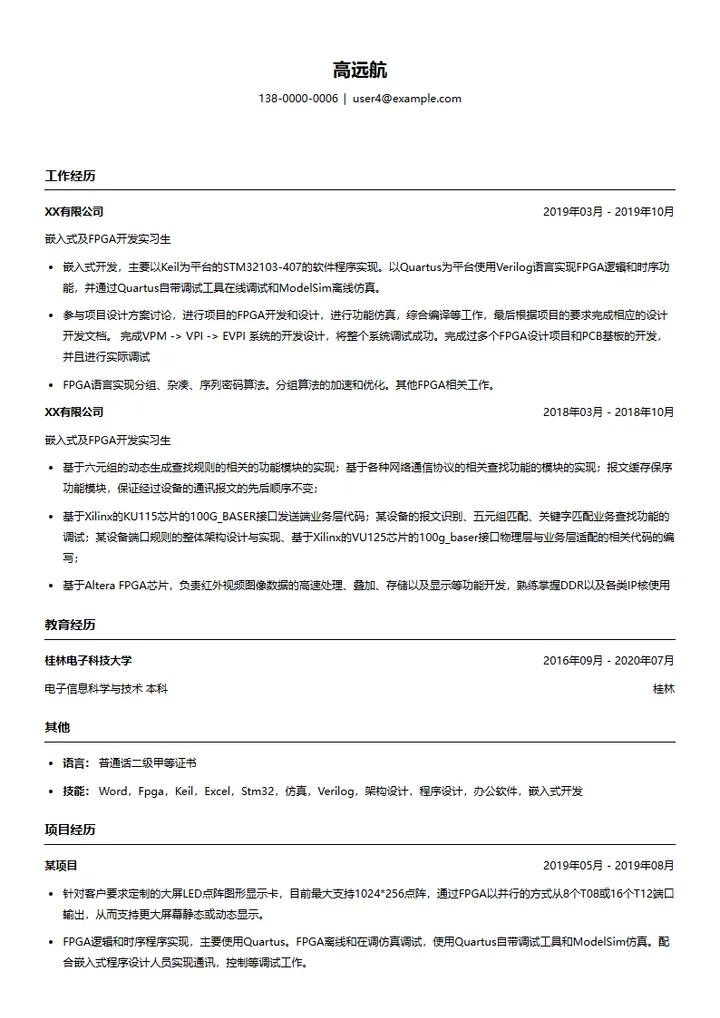 高远航
138-0000-0006 | user4@example.com
工作经历
XX有限公司 2019年03月 - 2019年10月
嵌入式及FPGA开发实习生
• 嵌入式开发，主要以Keil为平台的STM32103-407的软件程序实现。以Quartus为平台使用Verilog语言实现FPGA逻辑和时序功
能，并通过Quartus自带调试工具在线调试和ModelSim离线仿真。
• 参与项目设计方案讨论，进行项目的FPGA开发和设计，进行功能仿真，综合编译等工作，最后根据项目的要求完成相应的设计
开发文档。 完成VPM -> VPI -> EVPI 系统的开发设计，将整个系统调试成功。完成过多个FPGA设计项目和PCB基板的开发，
并且进行实际调试
• FPGA语言实现分组、杂凑、序列密码算法。分组算法的加速和优化。其他FPGA相关工作。
XX有限公司 2018年03月 - 2018年10月
嵌入式及FPGA开发实习生
• 基于六元组的动态生成查找规则的相关的功能模块的实现；基于各种网络通信协议的相关查找功能的模块的实现；报文缓存保序
功能模块，保证经过设备的通讯报文的先后顺序不变；
• 基于Xilinx的KU115芯片的100G_BASER接口发送端业务层代码；某设备的报文识别、五元组匹配、关键字匹配业务查找功能的
调试；某设备端口规则的整体架构设计与实现、基于Xilinx的VU125芯片的100g_baser接口物理层与业务层适配的相关代码的编
写；
• 基于Altera FPGA芯片，负责红外视频图像数据的高速处理、叠加、存储以及显示等功能开发，熟练掌握DDR以及各类IP核使用
教育经历
桂林电子科技大学 2016年09月 - 2020年07月
电子信息科学与技术 本科 桂林
其他
• 语言： 普通话二级甲等证书
• 技能： Word，Fpga，Keil，Excel，Stm32，仿真，Verilog，架构设计，程序设计，办公软件，嵌入式开发
项目经历
某项目 2019年05月 - 2019年08月
• 针对客户要求定制的大屏LED点阵图形显示卡，目前最大支持1024*256点阵，通过FPGA以并行的方式从8个T08或16个T12端口
输出，从而支持更大屏幕静态或动态显示。
• FPGA逻辑和时序程序实现，主要使用Quartus。FPGA离线和在调仿真调试，使用Quartus自带调试工具和ModelSim仿真。配
合嵌入式程序设计人员实现通讯，控制等调试工作。